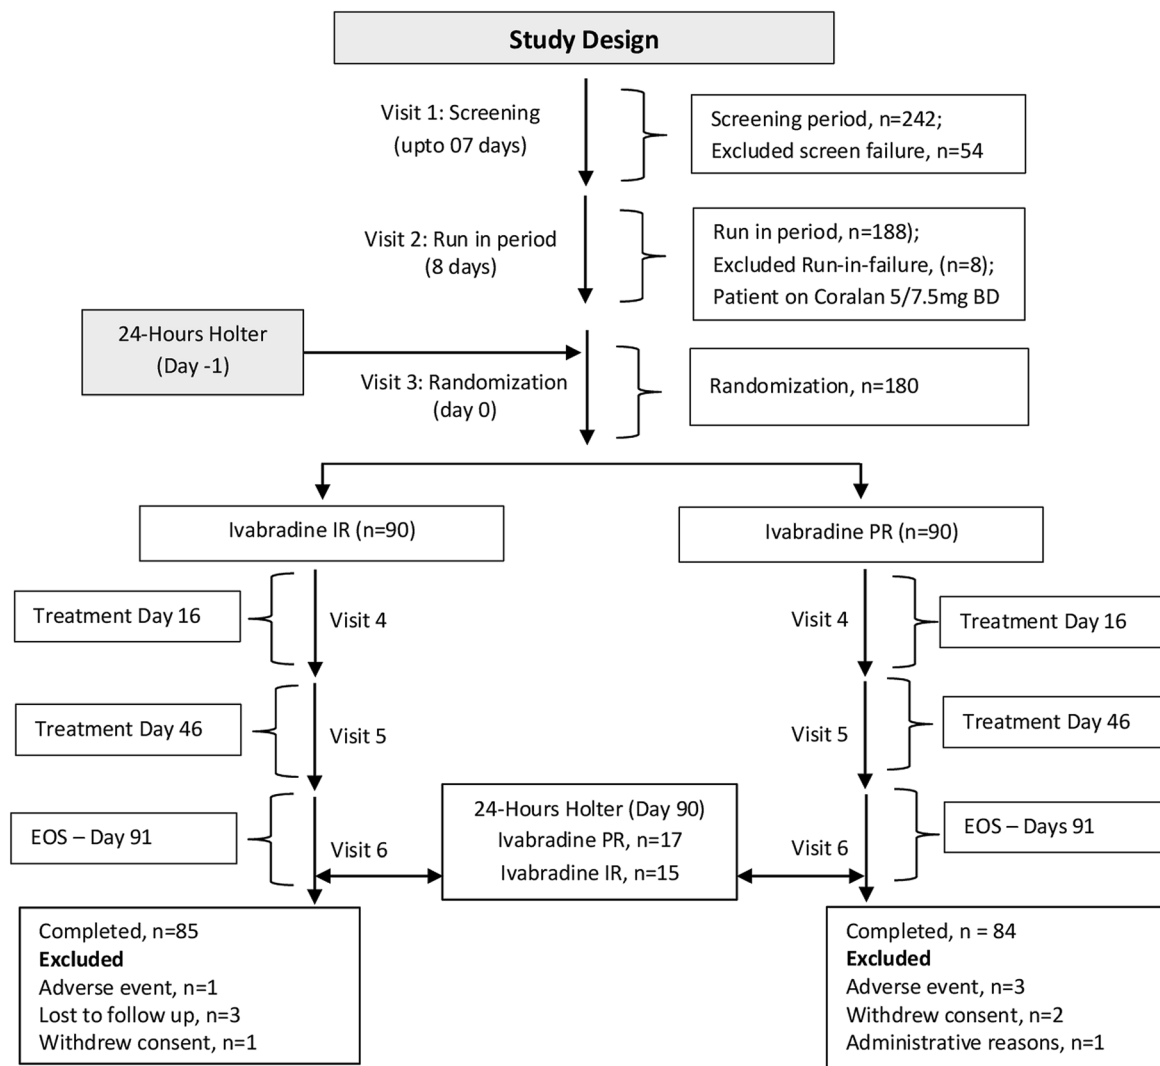 Study Design
Visit 1: Screening
(upto 07 days)
Screening period, n=242;
Excluded screen failure, n=54
Visit 2: Run in period
(8 days)
Run in period, n=188);
Excluded Run-in-failure, (n=8);
Patient on Coralan 5/7.5mg BD
24-Hours Holter
(Day -1)
Visit 3: Randomization
(day 0)
Randomization, n=180
Ivabradine IR (n=90)
Ivabradine PR (n=90)
Treatment Day 16
Visit 4
Visit 4
Treatment Day 16
Treatment Day 46
Visit 5
Visit 5
Treatment Day 46
EOS – Day 91
Visit 6
24-Hours Holter (Day 90)
Ivabradine PR, n=17
Ivabradine IR, n=15
Visit 6
EOS – Days 91
Completed, n=85
Excluded
Adverse event, n=1
Lost to follow up, n=3
Withdrew consent, n=1
Completed, n = 84
Excluded
Adverse event, n=3
Withdrew consent, n=2
Administrative reasons, n=1